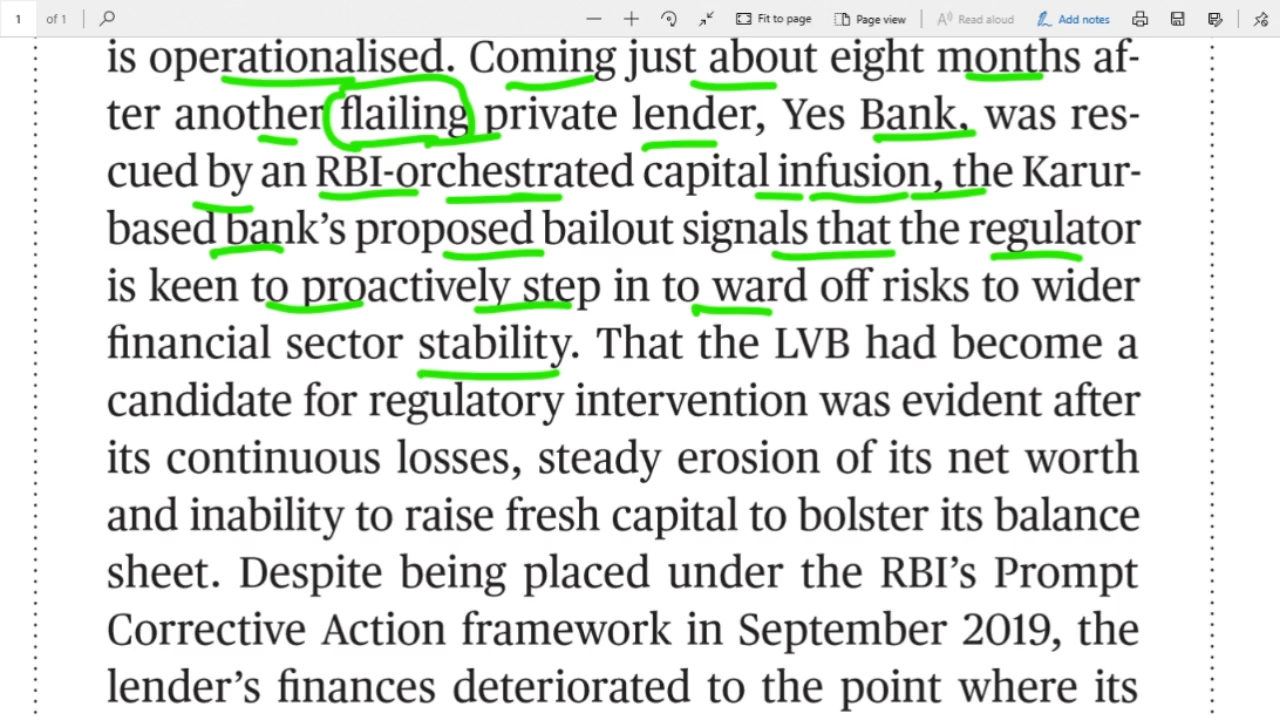 1 of 1 Fit to page Page view Read aloud Add notes
is operationalised. Coming just about eight months af-
ter another flailing private lender, Yes Bank, was res-
cued by an RBI-orchestrated capital infusion, the Karur-
based bank’s proposed bailout signals that the regulator
is keen to proactively step in to ward off risks to wider
financial sector stability. That the LVB had become a
candidate for regulatory intervention was evident after
its continuous losses, steady erosion of its net worth
and inability to raise fresh capital to bolster its balance
sheet. Despite being placed under the RBI’s Prompt
Corrective Action framework in September 2019, the
lender’s finances deteriorated to the point where its